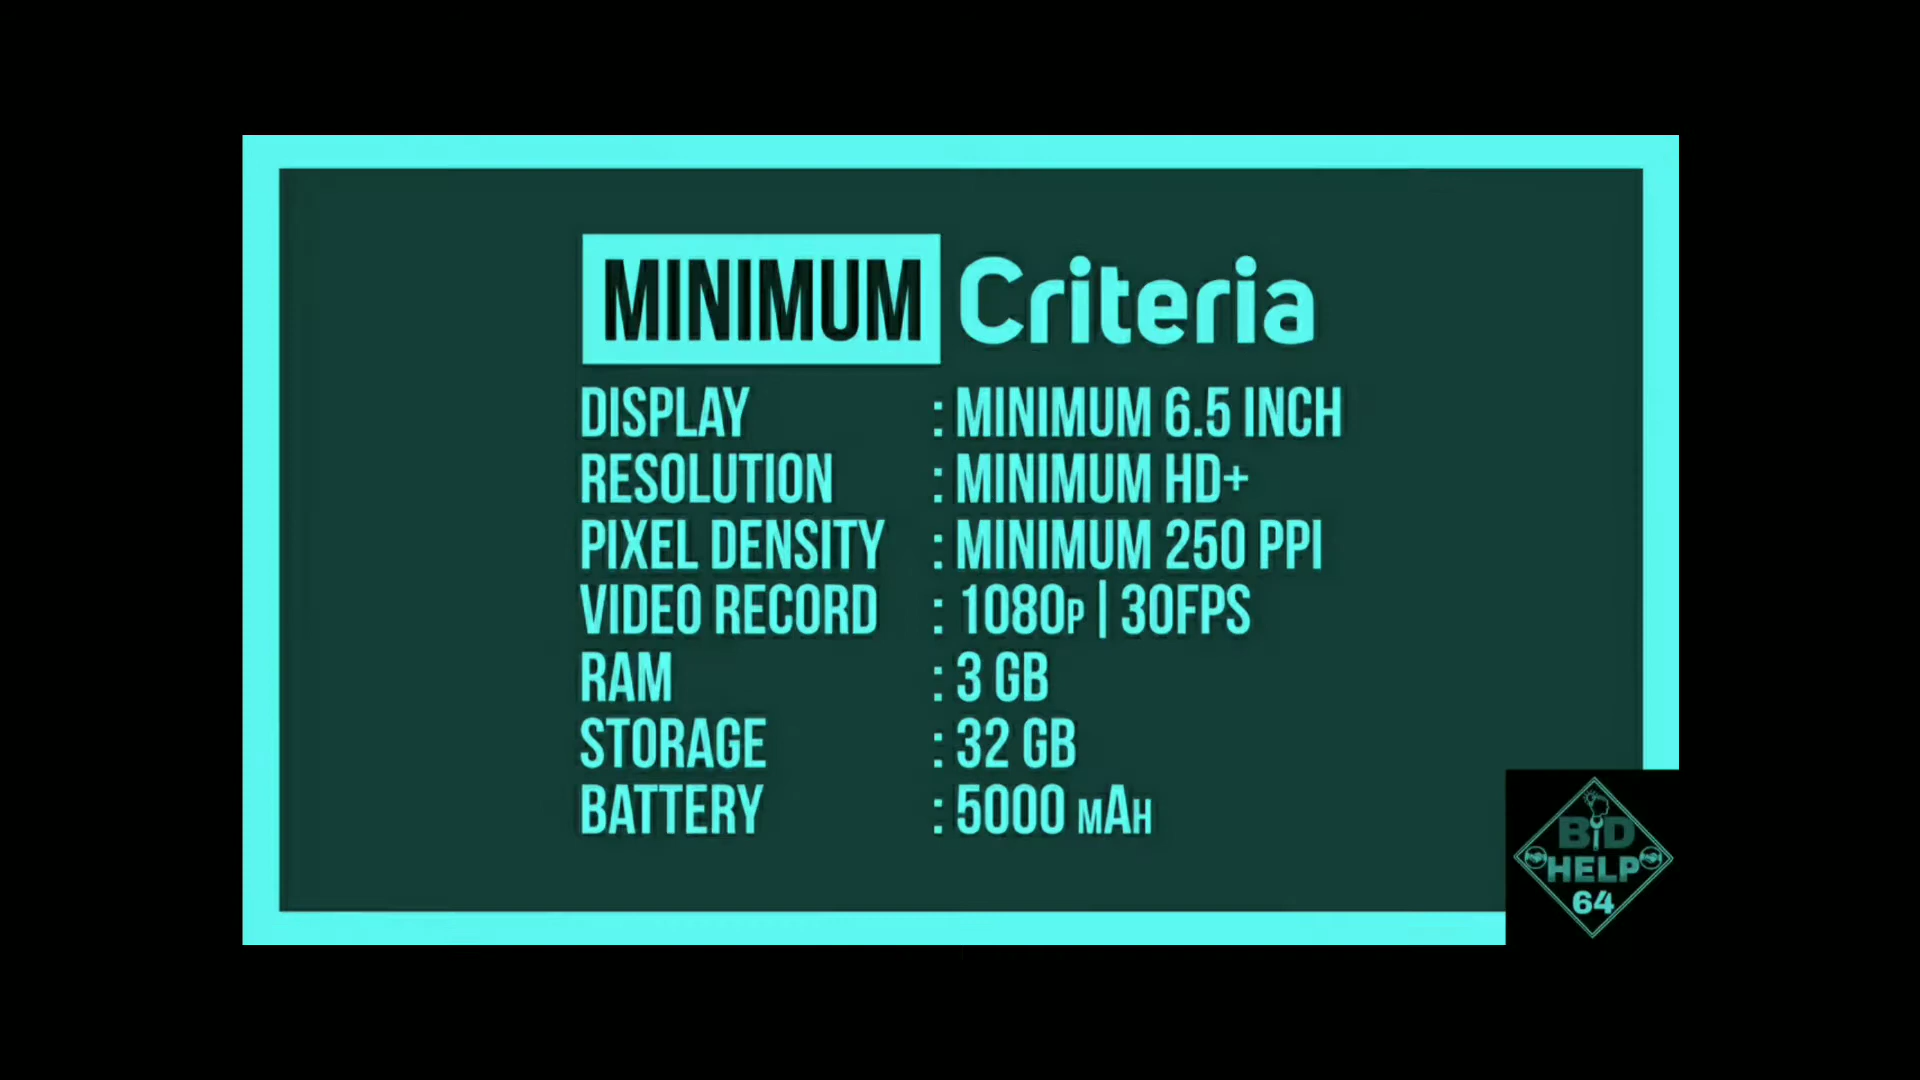 MINIMUM Criteria
DISPLAY : MINIMUM 6.5 INCH
RESOLUTION : MINIMUM HD+
PIXEL DENSITY : MINIMUM 250 PPI
VIDEO RECORD : 1080P | 30FPS
RAM : 3 GB
STORAGE : 32 GB
BATTERY : 5000 MAH
BiD
HELP
64